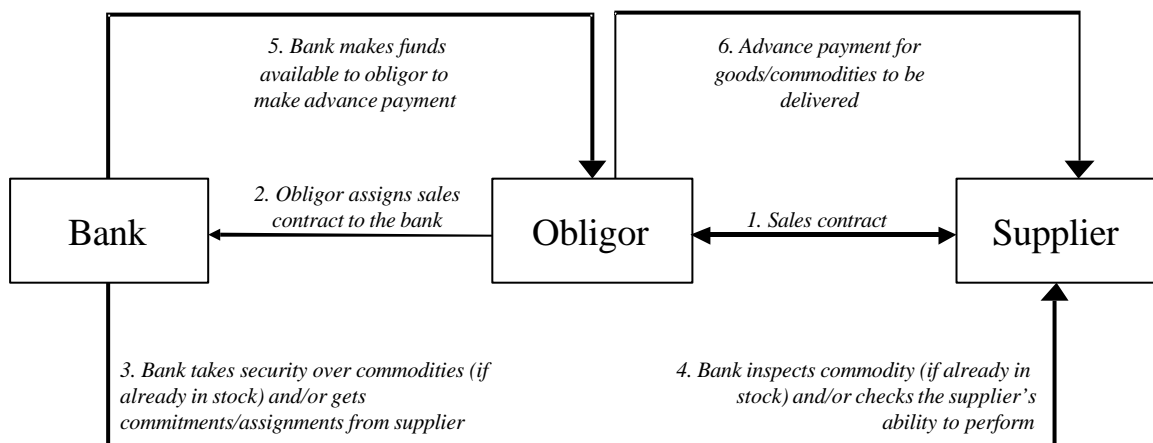 5. Bank makes funds
available to obligor to
make advance payment
6. Advance payment for
goods/commodities to be
delivered
Bank
2. Obligor assigns sales
contract to the bank
Obligor
1. Sales contract
Supplier
3. Bank takes security over commodities (if
already in stock) and/or gets
commitments/assignments from supplier
4. Bank inspects commodity (if already in
stock) and/or checks the supplier’s
ability to perform